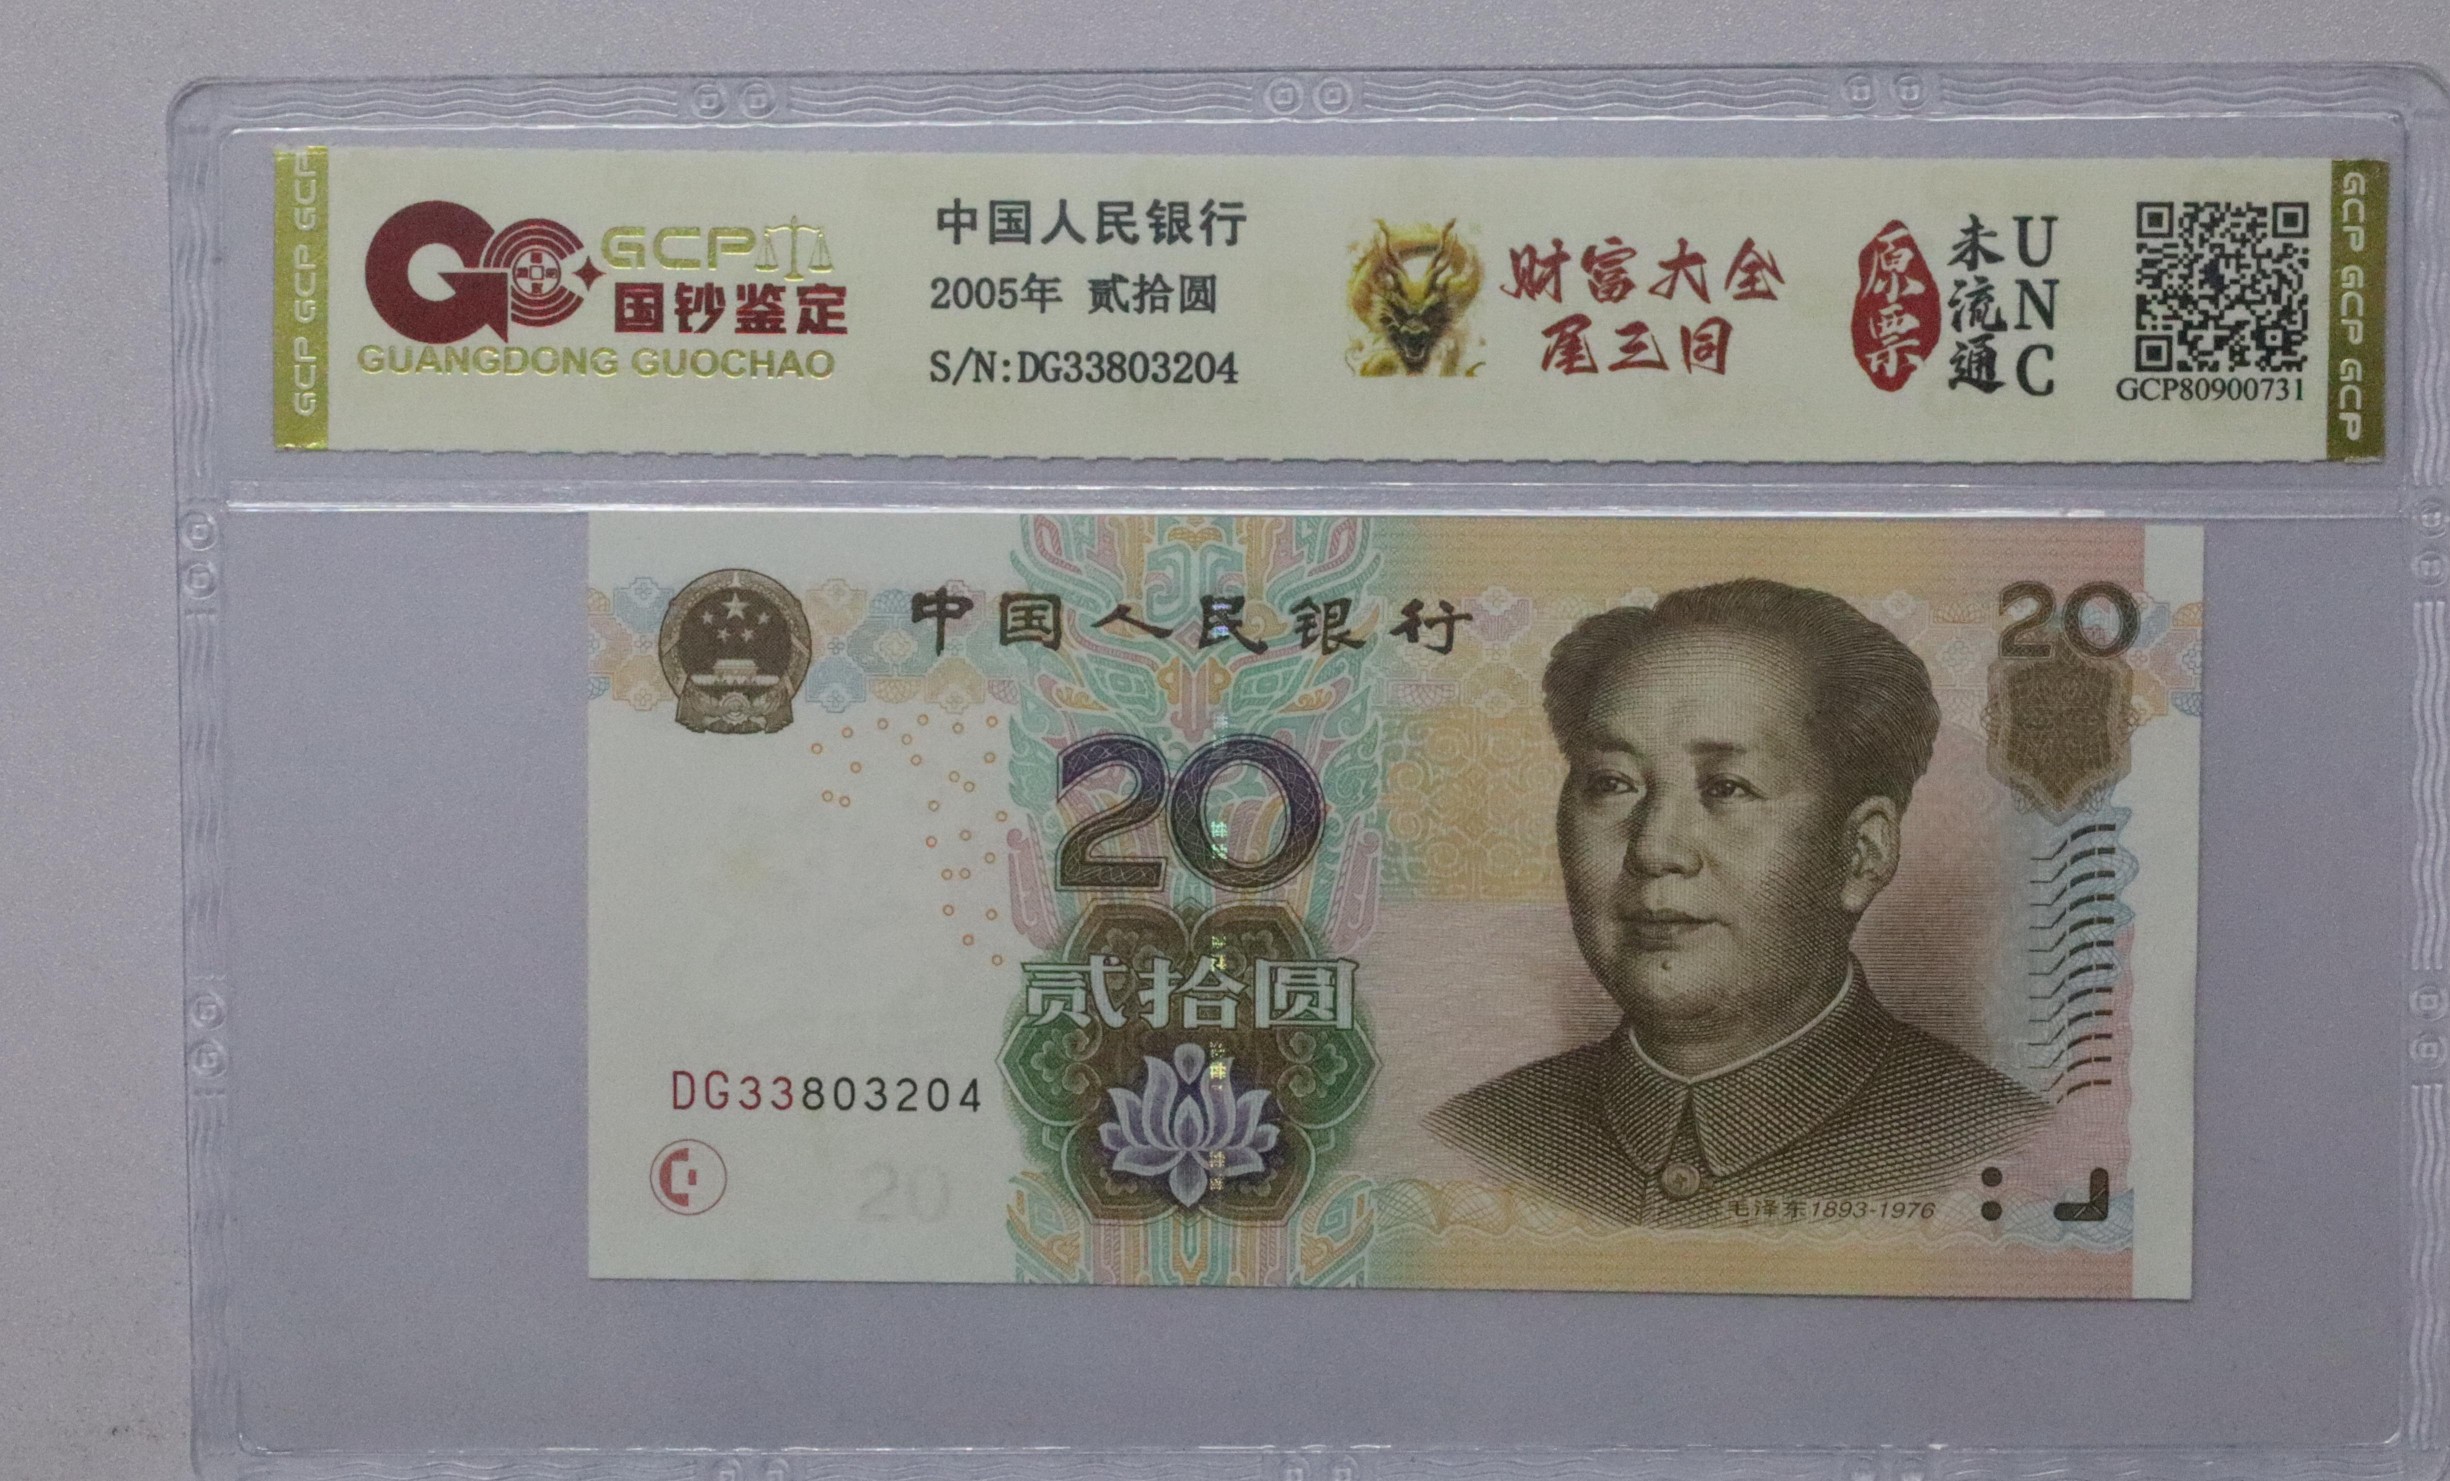 GCP GCP GCP
GCP
国钞鉴定
GUANGDONG GUOCHAO
中国人民银行
2005年 贰拾圆
S/N:DG33803204
财富大全
尾三同
原票
未流通
UNC
GCP80900731
GCP GCP GCP
中国人民银行
20
20
贰拾圆
DG33803204
20
毛泽东1893-1976